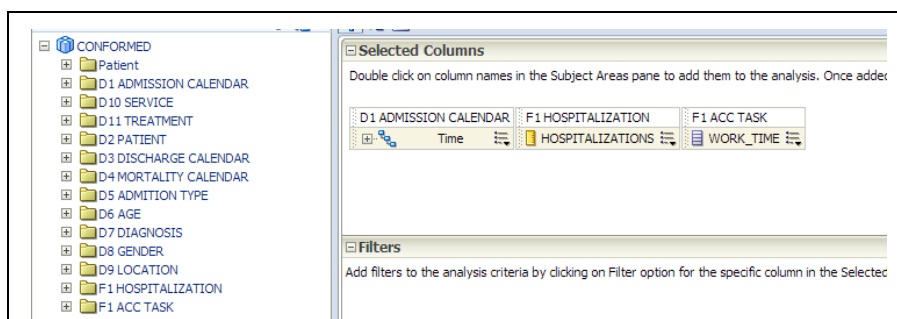 CONFORMED
Patient
D1 ADMISSION CALENDAR
D10 SERVICE
D11 TREATMENT
D2 PATIENT
D3 DISCHARGE CALENDAR
D4 MORTALITY CALENDAR
D5 ADMITION TYPE
D6 AGE
D7 DIAGNOSIS
D8 GENDER
D9 LOCATION
F1 HOSPITALIZATION
F1 ACC TASK
Selected Columns
Double click on column names in the Subject Areas pane to add them to the analysis. Once added
D1 ADMISSION CALENDAR F1 HOSPITALIZATION F1 ACC TASK
Time HOSPITALIZATIONS WORK_TIME
Filters
Add filters to the analysis criteria by clicking on Filter option for the specific column in the Selected